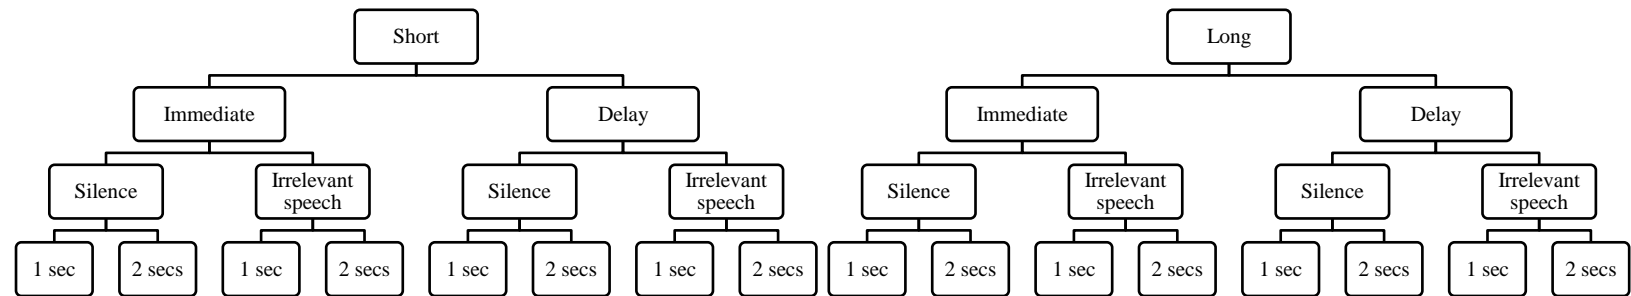 Short
Long
Immediate
Delay
Immediate
Delay
Silence
Irrelevant
speech
Silence
Irrelevant
speech
Silence
Irrelevant
speech
Silence
Irrelevant
speech
1 sec
2 secs
1 sec
2 secs
1 sec
2 secs
1 sec
2 secs
1 sec
2 secs
1 sec
2 secs
1 sec
2 secs
1 sec
2 secs